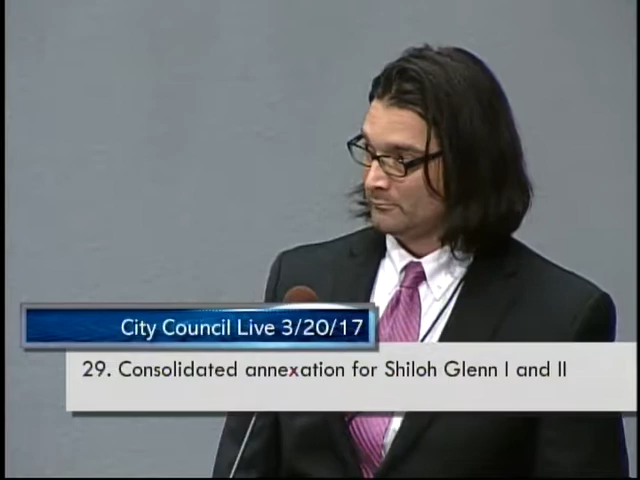 City Council Live 3/20/17
29. Consolidated annexation for Shiloh Glenn I and II